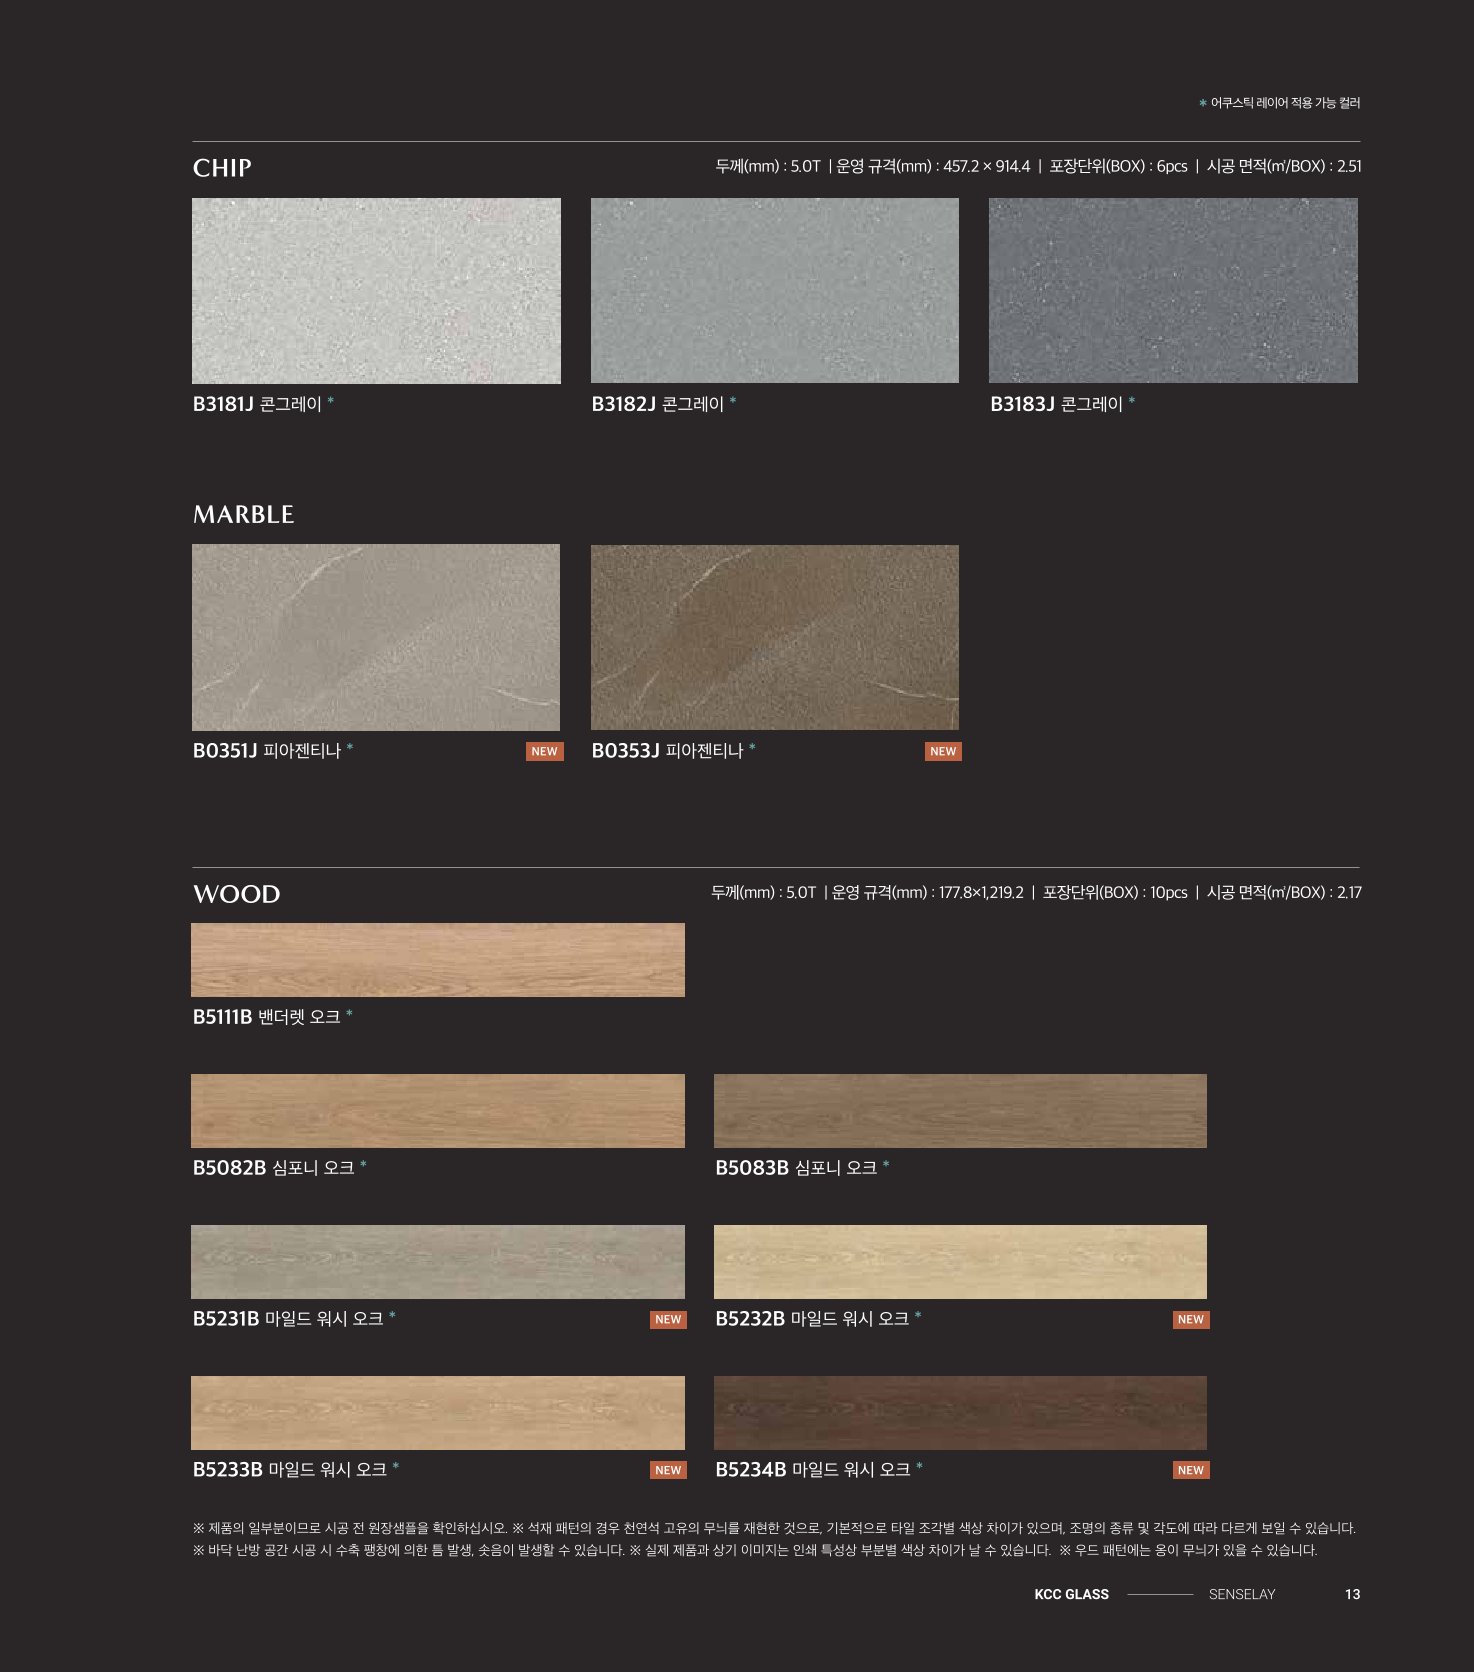 * 어쿠스틱 레이어 적용 가능 컬러
CHIP
두께(mm) : 5.0T | 운영 규격(mm) : 457.2 × 914.4 | 포장단위(BOX) : 6pcs | 시공 면적(㎡/BOX) : 2.51
B3181J 콘그레이 *
B3182J 콘그레이 *
B3183J 콘그레이 *
MARBLE
B0351J 피아젠티나 *
NEW
B0353J 피아젠티나 *
NEW
WOOD
두께(mm) : 5.0T | 운영 규격(mm) : 177.8×1,219.2 | 포장단위(BOX) : 10pcs | 시공 면적(㎡/BOX) : 2.17
B5111B 밴더렛 오크 *
B5082B 심포니 오크 *
B5083B 심포니 오크 *
B5231B 마일드 워시 오크 *
NEW
B5232B 마일드 워시 오크 *
NEW
B5233B 마일드 워시 오크 *
NEW
B5234B 마일드 워시 오크 *
NEW
※ 제품의 일부분이므로 시공 전 원장샘플을 확인하십시오. ※ 석재 패턴의 경우 천연석 고유의 무늬를 재현한 것으로, 기본적으로 타일 조각별 색상 차이가 있으며, 조명의 종류 및 각도에 따라 다르게 보일 수 있습니다.
※ 바닥 난방 공간 시공 시 수축 팽창에 의한 틈 발생, 솟음이 발생할 수 있습니다. ※ 실제 제품과 상기 이미지는 인쇄 특성상 부분별 색상 차이가 날 수 있습니다. ※ 우드 패턴에는 옹이 무늬가 있을 수 있습니다.
KCC GLASS
SENSELAY
13